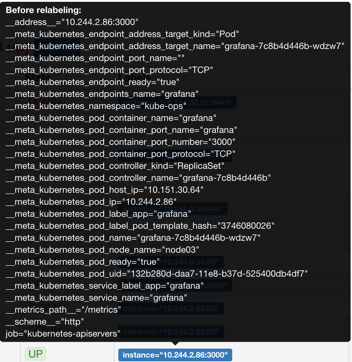 Before relabeling:
__address__="10.244.2.86:3000"
__meta_kubernetes_endpoint_address_target_kind="Pod"
__meta_kubernetes_endpoint_address_target_name="grafana-7c8b4d446b-wdzw7"
__meta_kubernetes_endpoint_port_name=""
__meta_kubernetes_endpoint_port_protocol="TCP"
__meta_kubernetes_endpoint_ready="true"
__meta_kubernetes_endpoints_name="grafana"
__meta_kubernetes_namespace="kube-ops"
__meta_kubernetes_pod_container_name="grafana"
__meta_kubernetes_pod_container_port_name="grafana"
__meta_kubernetes_pod_container_port_number="3000"
__meta_kubernetes_pod_container_port_protocol="TCP"
__meta_kubernetes_pod_controller_kind="ReplicaSet"
__meta_kubernetes_pod_controller_name="grafana-7c8b4d446b"
__meta_kubernetes_pod_host_ip="10.151.30.64"
__meta_kubernetes_pod_ip="10.244.2.86"
__meta_kubernetes_pod_label_app="grafana"
__meta_kubernetes_pod_label_pod_template_hash="3746080026"
__meta_kubernetes_pod_name="grafana-7c8b4d446b-wdzw7"
__meta_kubernetes_pod_node_name="node03"
__meta_kubernetes_pod_ready="true"
__meta_kubernetes_pod_uid="132b280d-daa7-11e8-b37d-525400db4df7"
__meta_kubernetes_service_label_app="grafana"
__meta_kubernetes_service_name="grafana"
__metrics_path__="/metrics"
__scheme__="http"
job="kubernetes-apiservers"
UP
instance="10.244.2.86:3000"